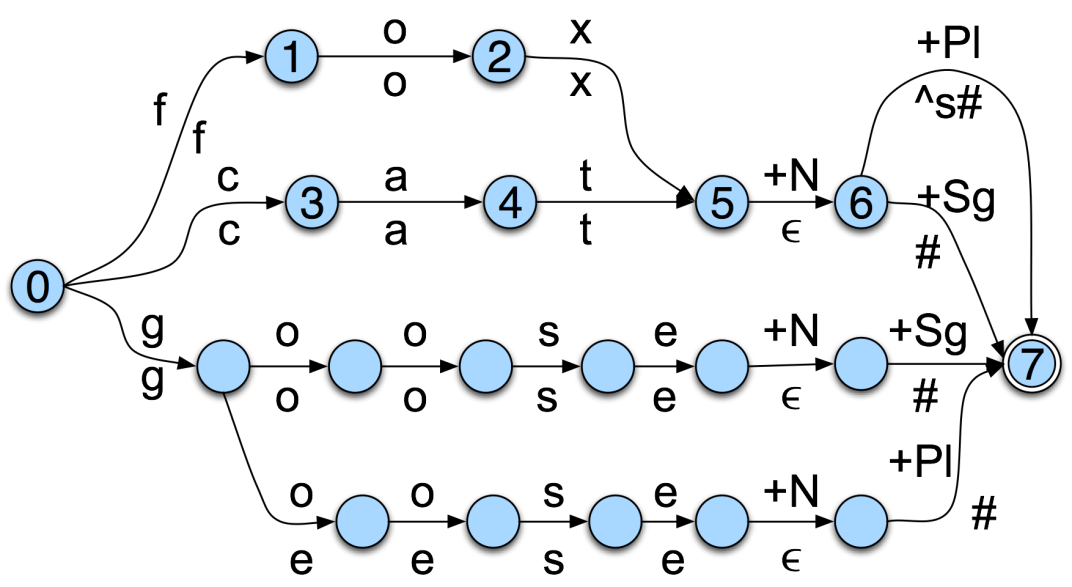 o x +Pl
1 2
o x ^s#
f f
c a t +N +Sg
3 4 5 6
c a t ϵ #
0
g o o s e +N +Sg
7
g o o s e ϵ #
+Pl
o o s e +N #
e e s e ϵ